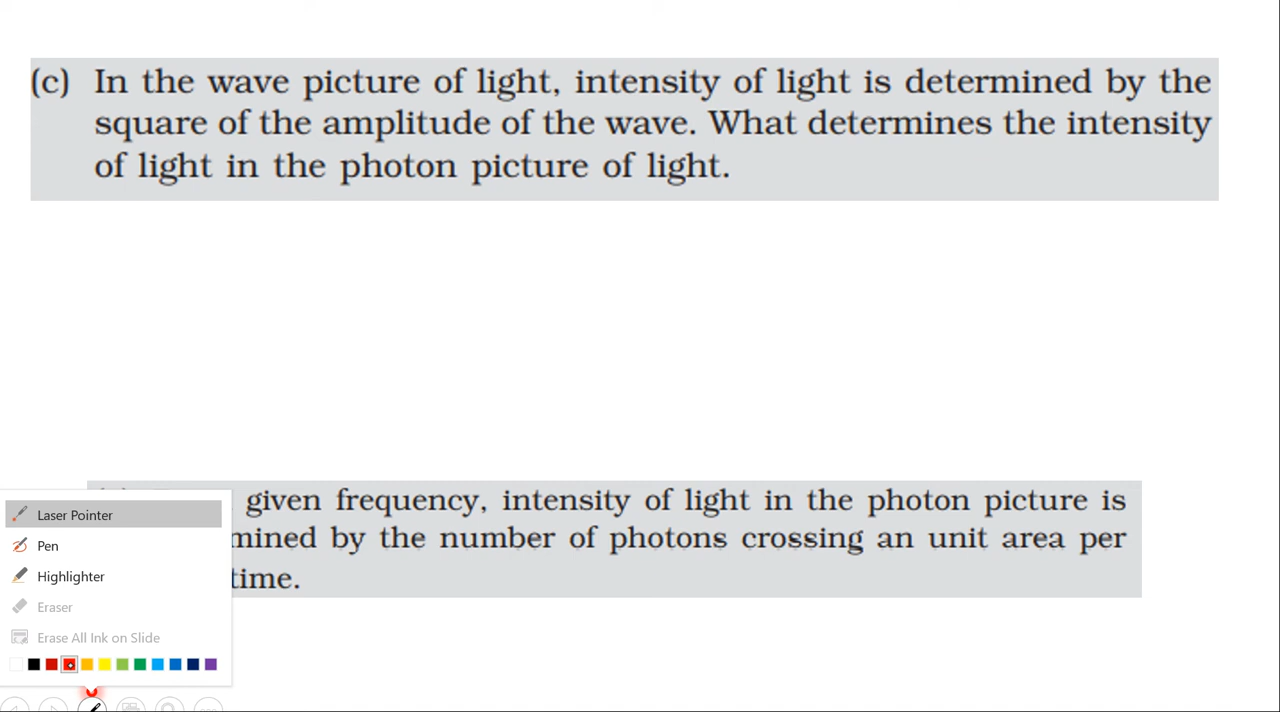 (c) In the wave picture of light, intensity of light is determined by the
square of the amplitude of the wave. What determines the intensity
of light in the photon picture of light.
given frequency, intensity of light in the photon picture is
mined by the number of photons crossing an unit area per
time.
Laser Pointer
Pen
Highlighter
Eraser
Erase All Ink on Slide